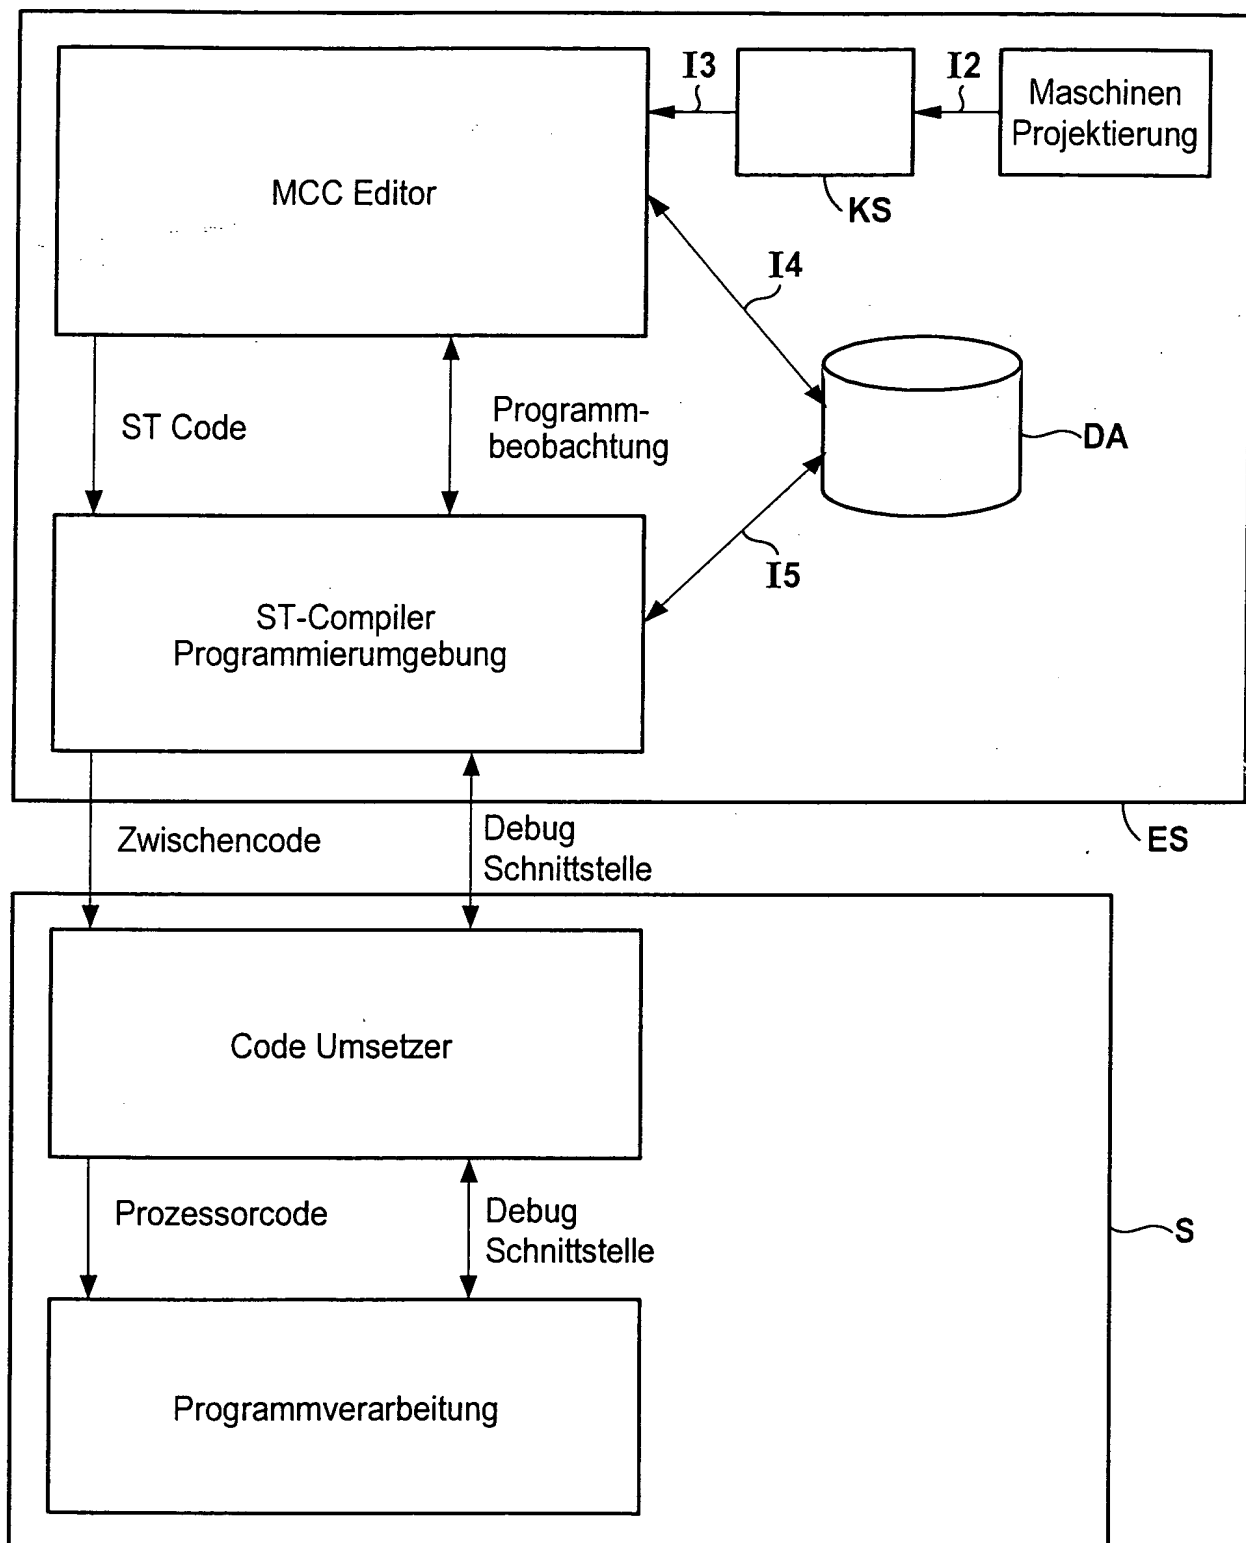 I3
I2
Maschinen
Projektierung
MCC Editor
KS
I4
ST Code
Programm-
beobachtung
DA
I5
ST-Compiler
Programmierumgebung
Zwischencode
Debug
Schnittstelle
ES
Code Umsetzer
Prozessorcode
Debug
Schnittstelle
S
Programmverarbeitung